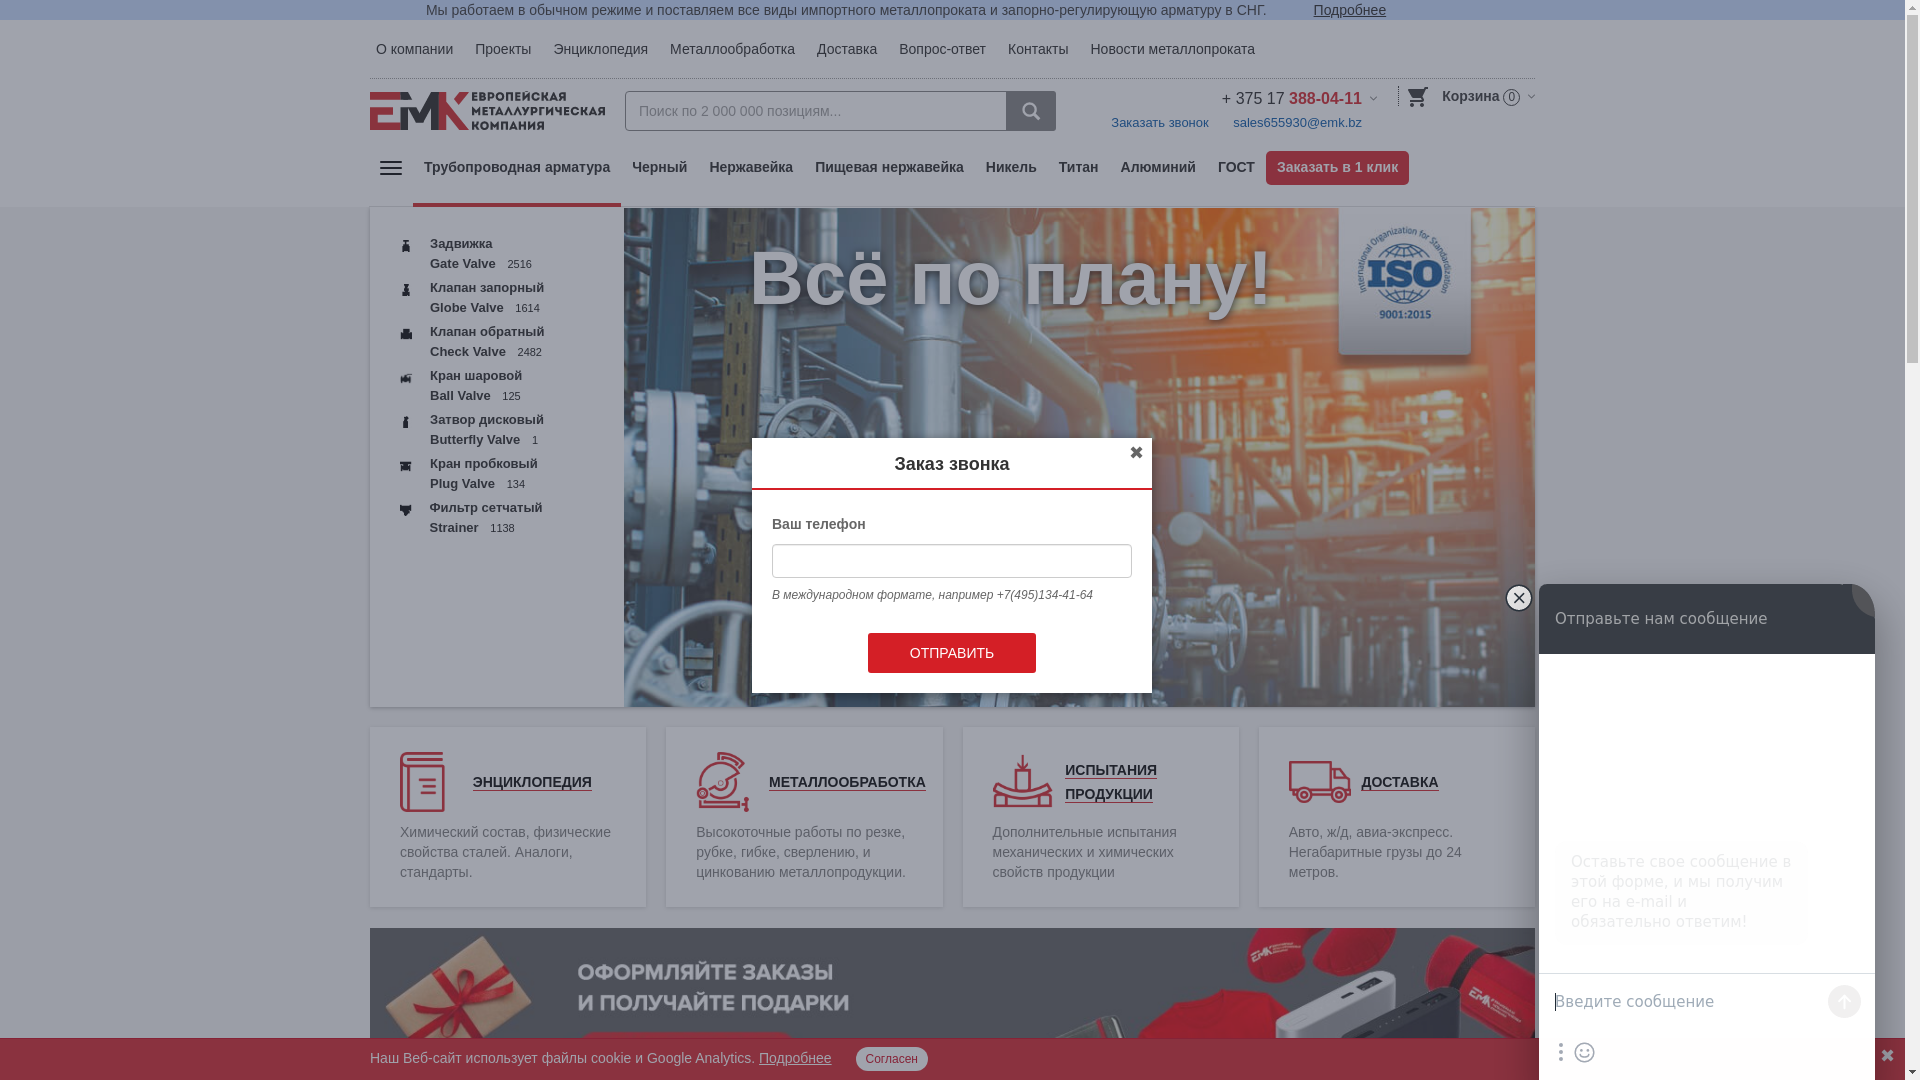 Мы работаем в обычном режиме и поставляем все виды импортного металлопроката и запорно-регулирующую арматуру в СНГ. Подробнее
О компании Проекты Энциклопедия Металлообработка Доставка Вопрос-ответ Контакты Новости металлопроката
ЕМК ЕВРОПЕЙСКАЯ
МЕТАЛЛУРГИЧЕСКАЯ
КОМПАНИЯ
Поиск по 2 000 000 позициям...
+ 375 17 388-04-11
Корзина 0
Заказать звонок sales655930@emk.bz
Трубопроводная арматура Черный Нержавейка Пищевая нержавейка Никель Титан Алюминий ГОСТ Заказать в 1 клик
Задвижка
Gate Valve 2516
Клапан запорный
Globe Valve 1614
Клапан обратный
Check Valve 2482
Кран шаровой
Ball Valve 125
Затвор дисковый
Butterfly Valve 1
Кран пробковый
Plug Valve 134
Фильтр сетчатый
Strainer 1138
Всё по плану!
International Organization for Standardization
ISO
9001:2015
Заказ звонка
Ваш телефон
В международном формате, например +7(495)134-41-64
ОТПРАВИТЬ
ЭНЦИКЛОПЕДИЯ
Химический состав, физические
свойства сталей. Аналоги,
стандарты.
МЕТАЛЛООБРАБОТКА
Высокоточные работы по резке,
рубке, гибке, сверлению, и
цинкованию металлопродукции.
ИСПЫТАНИЯ
ПРОДУКЦИИ
Дополнительные испытания
механических и химических
свойств продукции
ДОСТАВКА
Авто, ж/д, авиа-экспресс.
Негабаритные грузы до 24
метров.
ОФОРМЛЯЙТЕ ЗАКАЗЫ
И ПОЛУЧАЙТЕ ПОДАРКИ
Наш Веб-сайт использует файлы cookie и Google Analytics. Подробнее Согласен
Отправьте нам сообщение
Оставьте свое сообщение в
этой форме, и мы получим
его на e-mail и
обязательно ответим!
Введите сообщение